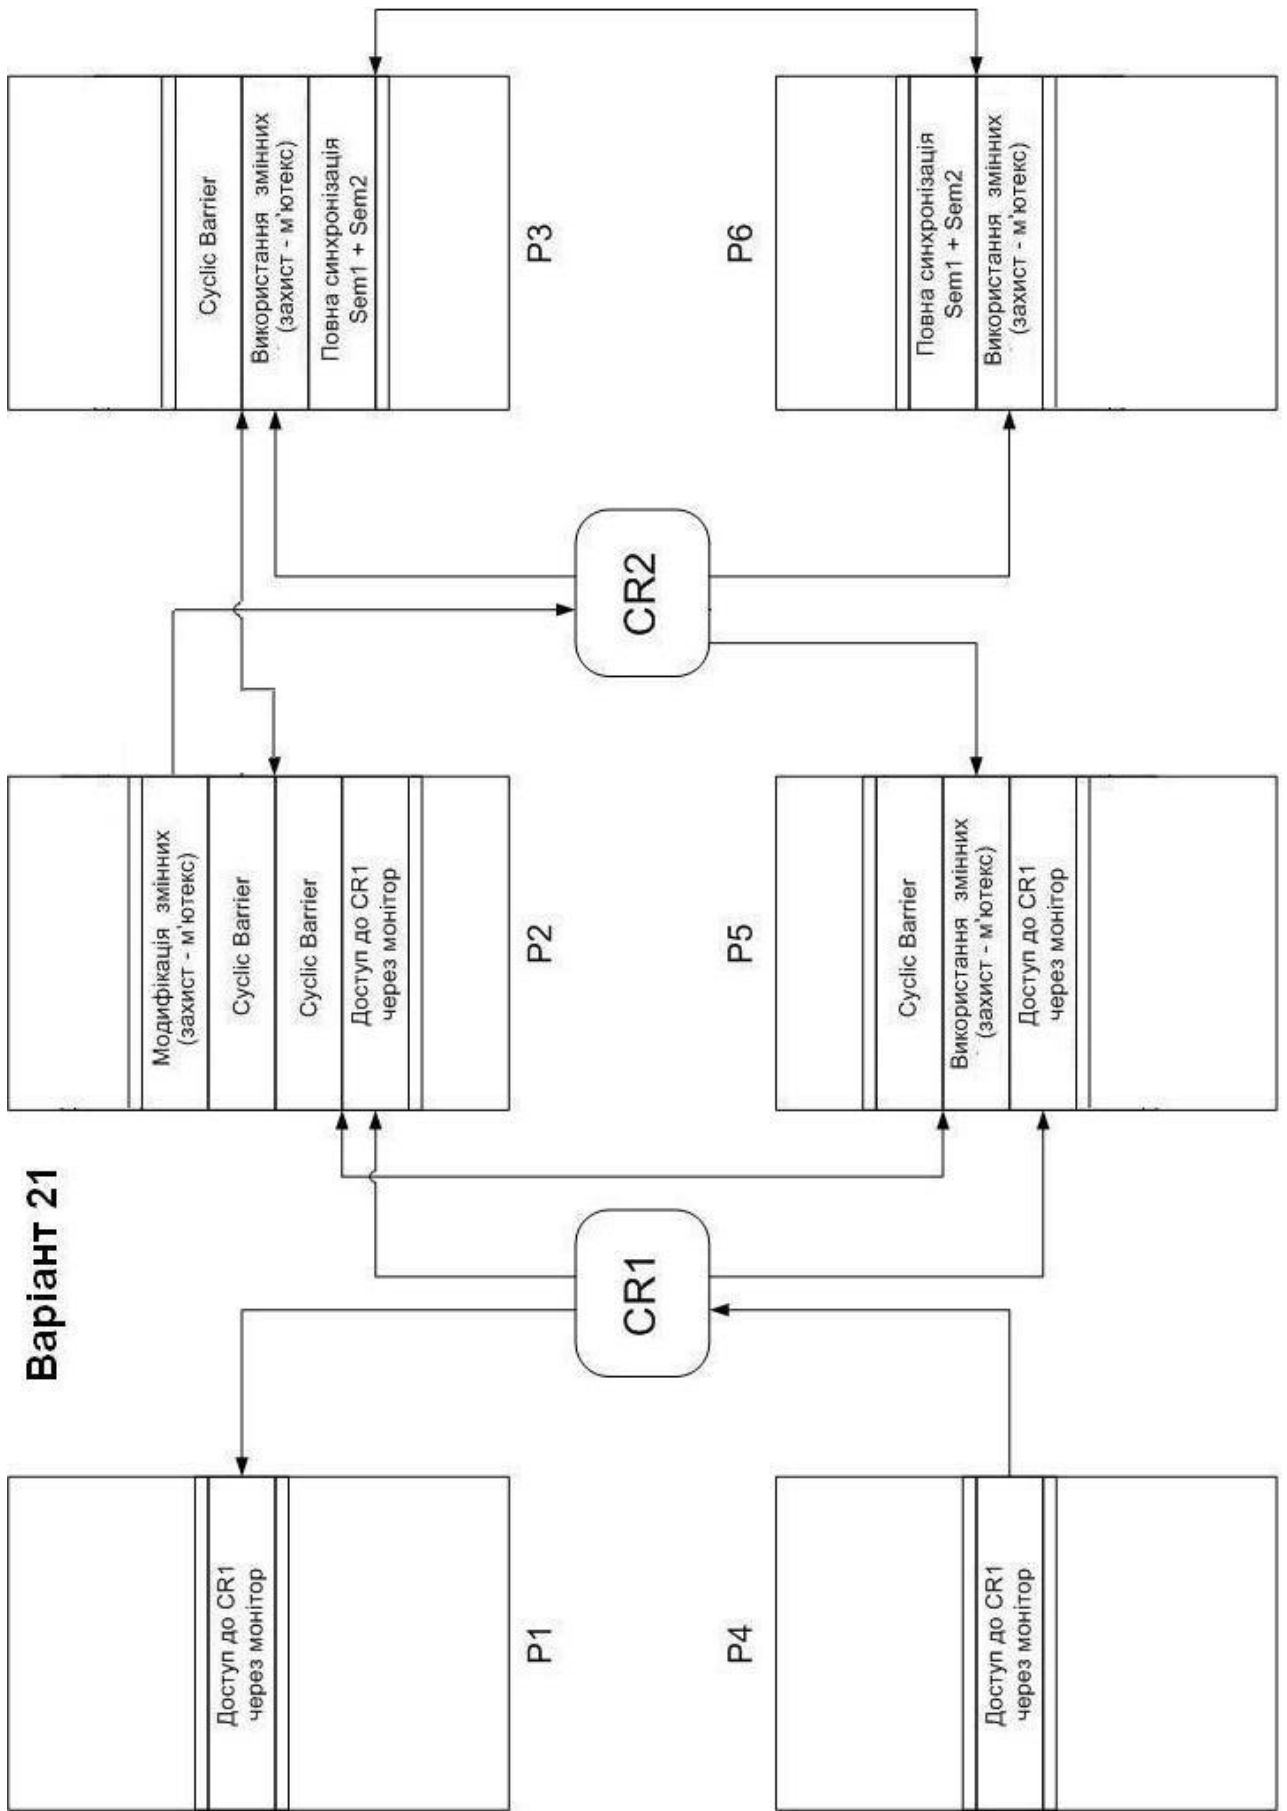 Варіант 21
Доступ до CR1
через монітор
P1
Модифікація змінних
(захист - м'ютекс)
Cyclic Barrier
Cyclic Barrier
Доступ до CR1
через монітор
P2
Cyclic Barrier
Використання змінних
(захист - м'ютекс)
Повна синхронізація
Sem1 + Sem2
P3
CR1
CR2
Доступ до CR1
через монітор
P4
Cyclic Barrier
Використання змінних
(захист - м'ютекс)
Доступ до CR1
через монітор
P5
Повна синхронізація
Sem1 + Sem2
Використання змінних
(захист - м'ютекс)
P6